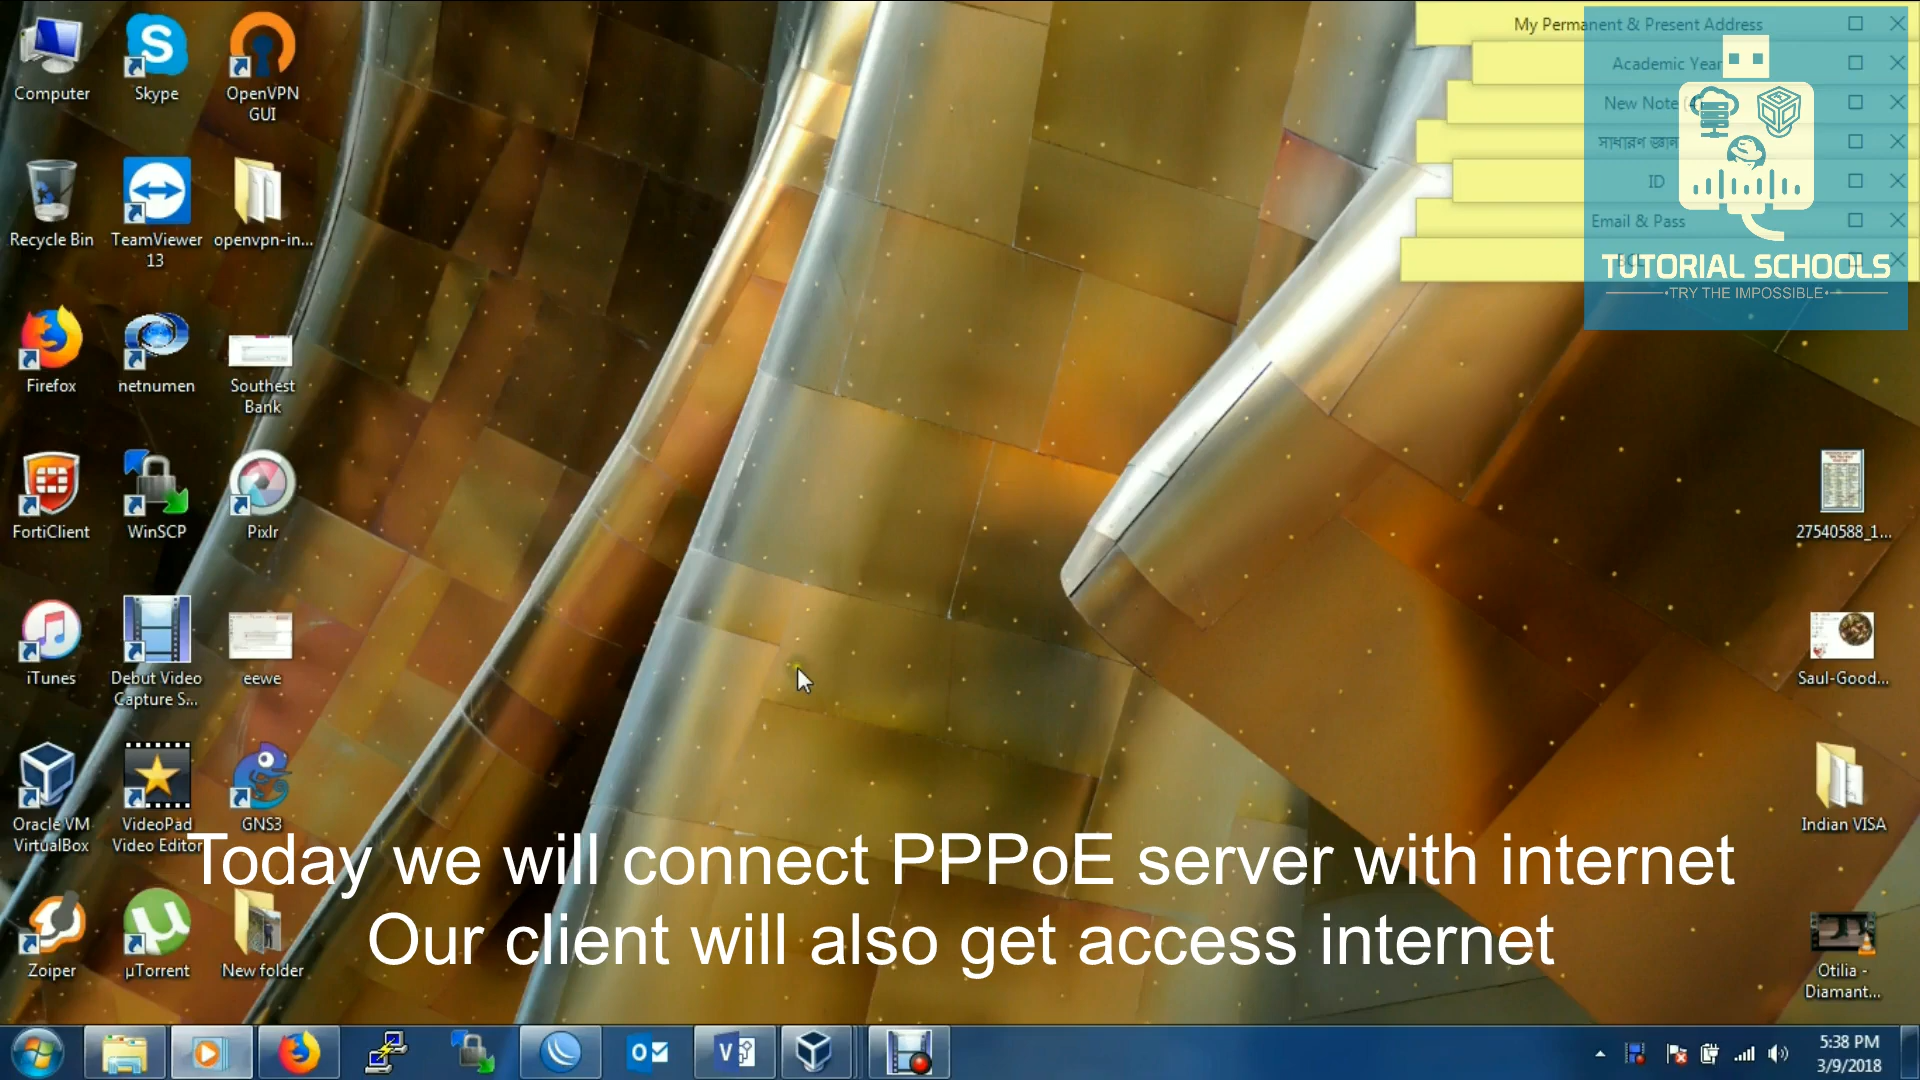 Computer
Skype
OpenVPN
GUI
Recycle Bin
TeamViewer
13
openvpn-in...
Firefox
netnumen
Southest
Bank
FortiClient
WinSCP
Pixlr
iTunes
Debut Video
Capture S...
eewe
Oracle VM
VirtualBox
VideoPad
Video Editor
GNS3
Zoiper
µTorrent
New folder
My Permanent & Present Address
Academic Year
New Note (4)
সাধারণ জ্ঞান
ID
Email & Pass
TUTORIAL SCHOOLS
TRY THE IMPOSSIBLE
27540588_1...
Saul-Good...
Indian VISA
Otilia -
Diamant...
Today we will connect PPPoE server with internet
Our client will also get access internet
5:38 PM
3/9/2018